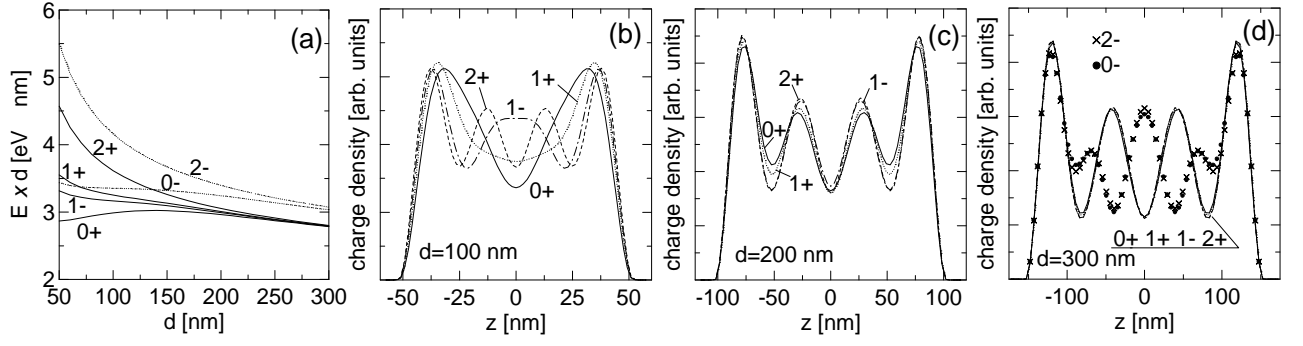 (a)
E x d [eV nm]
6
5
4
3
2
2+
2-
1+
0-
1-
0+
50 100 150 200 250 300
d [nm]
(b)
charge density [arb. units]
2+
1-
1+
0+
d=100 nm
-50 -25 0 25 50
z [nm]
(c)
charge density [arb. units]
2+
1-
0+
1+
d=200 nm
-100 -50 0 50 100
z [nm]
(d)
charge density [arb. units]
2-
0-
0+ 1+ 1- 2+
d=300 nm
-100 0 100
z [nm]